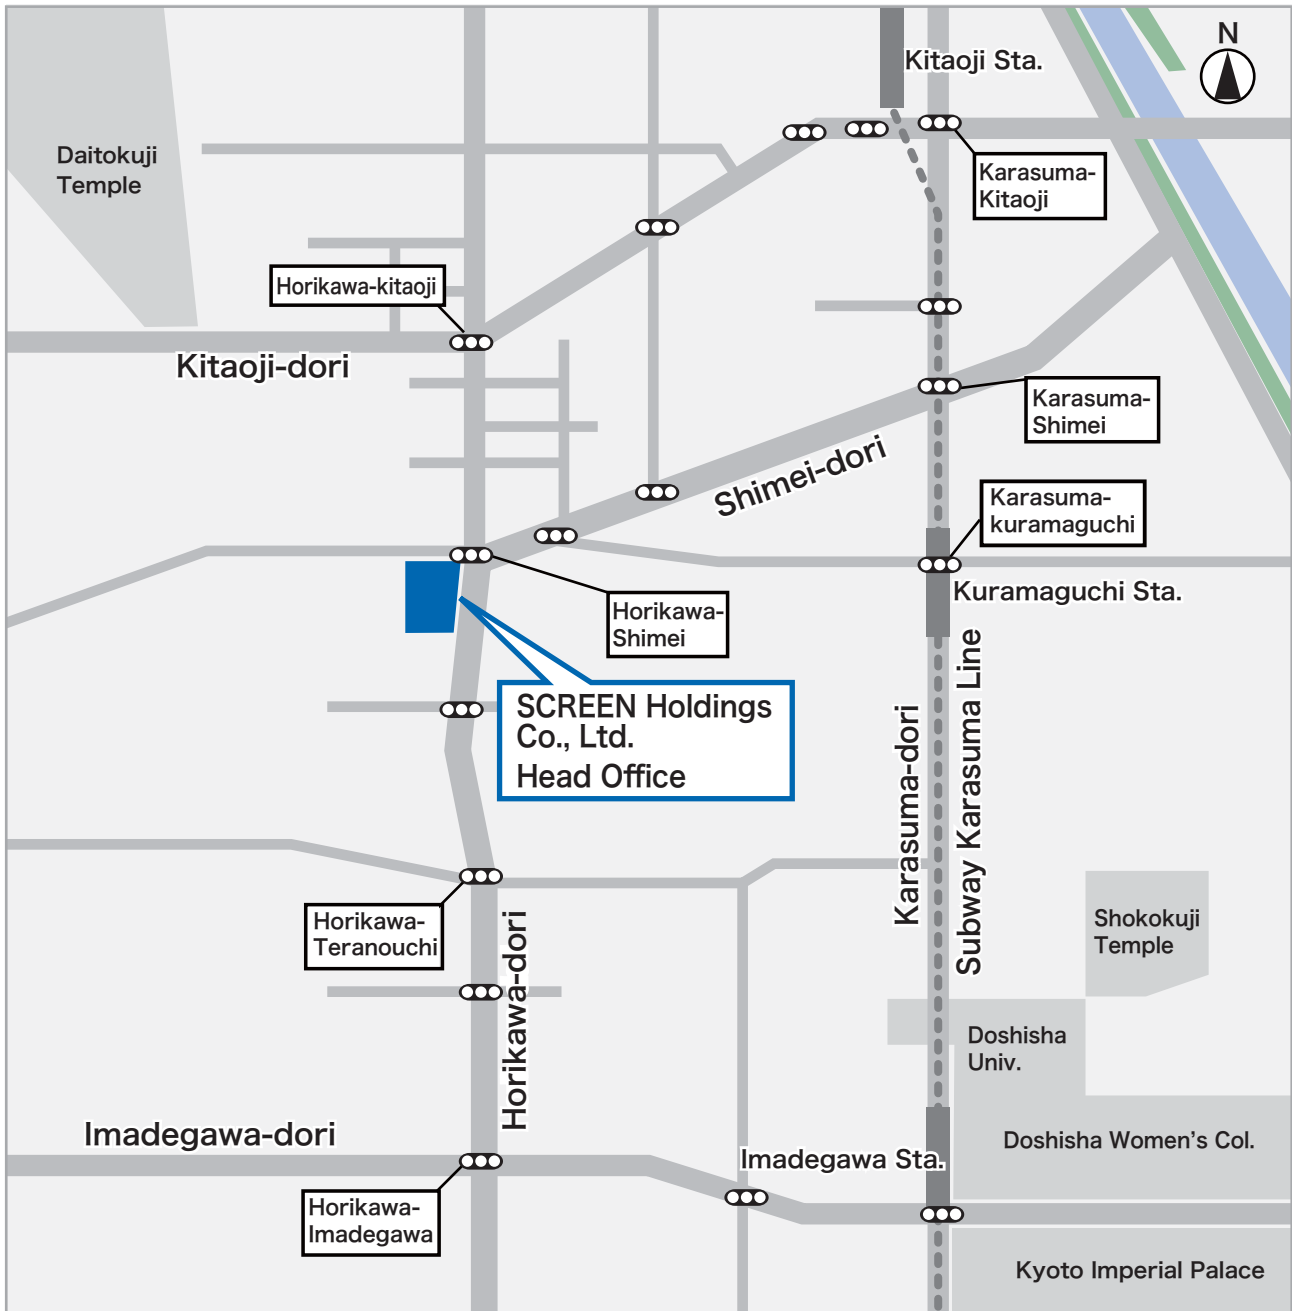 N
Kitaoji Sta.
Daitokuji
Temple
Karasuma-
Kitaoji
Horikawa-kitaoji
Kitaoji-dori
Karasuma-
Shimei
Shimei-dori
Karasuma-
kuramaguchi
Kuramaguchi Sta.
Horikawa-
Shimei
SCREEN Holdings
Co., Ltd.
Head Office
Karasuma-dori
Subway Karasuma Line
Horikawa-
Teranouchi
Horikawa-dori
Shokokuji
Temple
Doshisha
Univ.
Imadegawa-dori
Doshisha Women's Col.
Imadegawa Sta.
Horikawa-
Imadegawa
Kyoto Imperial Palace